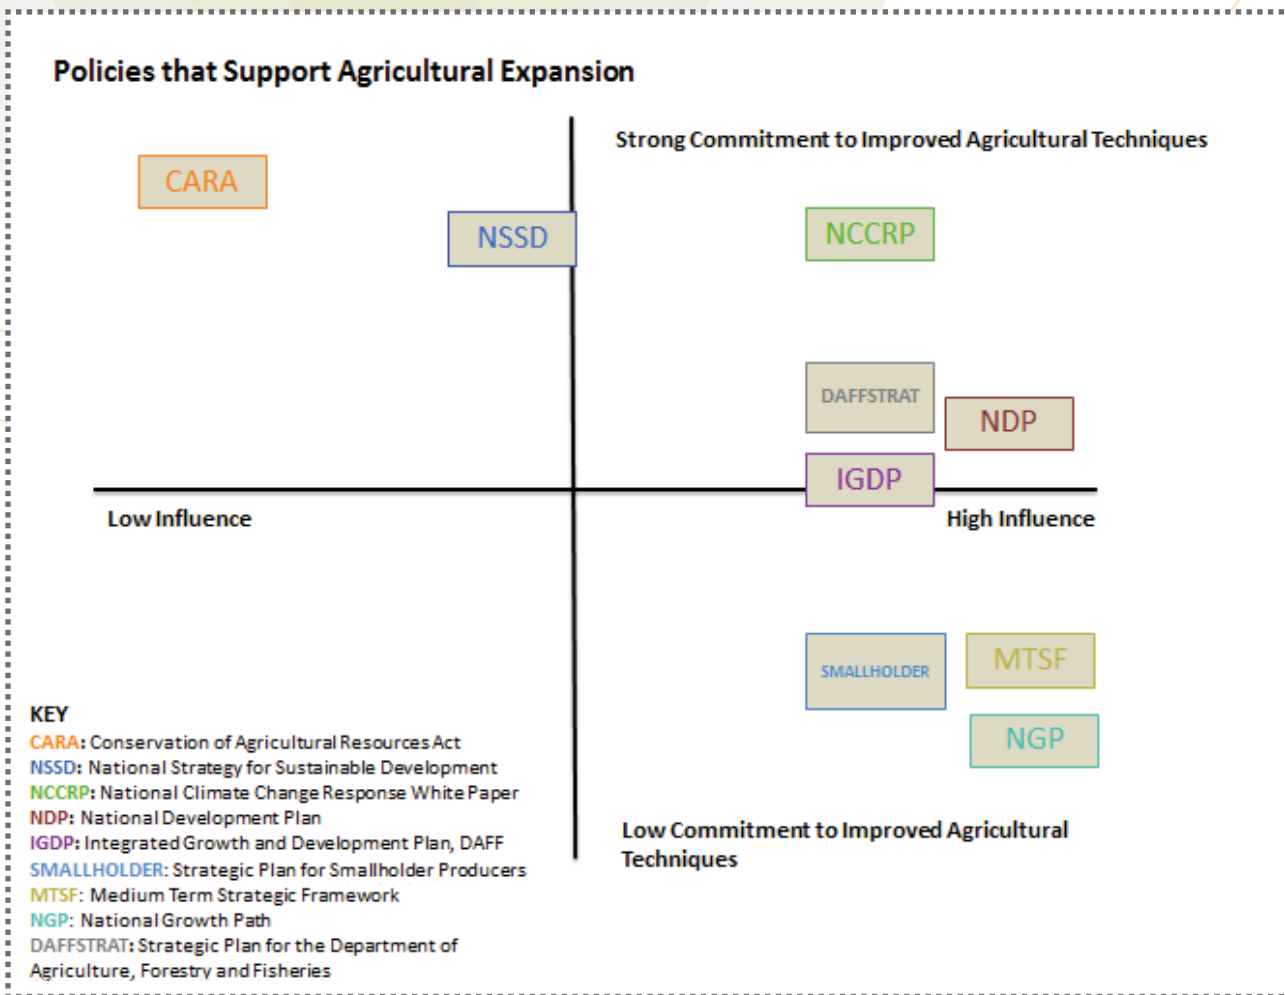 Policies that Support Agricultural Expansion
Strong Commitment to Improved Agricultural Techniques
CARA
NSSD
NCCRP
DAFFSTRAT
NDP
IGDP
Low Influence
High Influence
SMALLHOLDER
MTSF
NGP
Low Commitment to Improved Agricultural
Techniques
KEY
CARA: Conservation of Agricultural Resources Act
NSSD: National Strategy for Sustainable Development
NCCRP: National Climate Change Response White Paper
NDP: National Development Plan
IGDP: Integrated Growth and Development Plan, DAFF
SMALLHOLDER: Strategic Plan for Smallholder Producers
MTSF: Medium Term Strategic Framework
NGP: National Growth Path
DAFFSTRAT: Strategic Plan for the Department of
Agriculture, Forestry and Fisheries